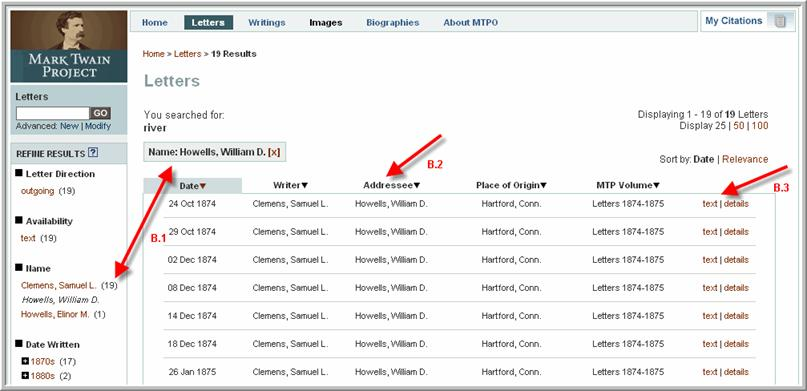 Home Letters Writings Images Biographies About MTPO My Citations
MARK TWAIN
PROJECT
Home > Letters > 19 Results
Letters
Letters
GO
Advanced: New | Modify
You searched for:
river
Displaying 1 - 19 of 19 Letters
Display 25 | 50 | 100
REFINE RESULTS ?
Name: Howells, William D. [x]
B.2
Sort by: Date | Relevance
Letter Direction
outgoing (19)
Date▼ Writer▼ Addressee▼ Place of Origin▼ MTP Volume▼
B.3
24 Oct 1874 Clemens, Samuel L. Howells, William D. Hartford, Conn. Letters 1874-1875 text | details
Availability
text (19)
B.1
29 Oct 1874 Clemens, Samuel L. Howells, William D. Hartford, Conn. Letters 1874-1875 text | details
02 Dec 1874 Clemens, Samuel L. Howells, William D. Hartford, Conn. Letters 1874-1875 text | details
Name
Clemens, Samuel L. (19)
Howells, William D.
Howells, Elinor M. (1)
08 Dec 1874 Clemens, Samuel L. Howells, William D. Hartford, Conn. Letters 1874-1875 text | details
14 Dec 1874 Clemens, Samuel L. Howells, William D. Hartford, Conn. Letters 1874-1875 text | details
Date Written
1870s (17)
1880s (2)
18 Dec 1874 Clemens, Samuel L. Howells, William D. Hartford, Conn. Letters 1874-1875 text | details
26 Jan 1875 Clemens, Samuel L. Howells, William D. Hartford, Conn. Letters 1874-1875 text | details